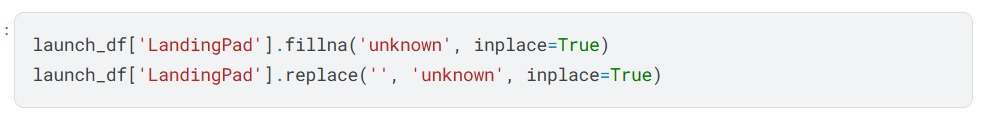 :
launch_df['LandingPad'].fillna('unknown', inplace=True)
launch_df['LandingPad'].replace('', 'unknown', inplace=True)